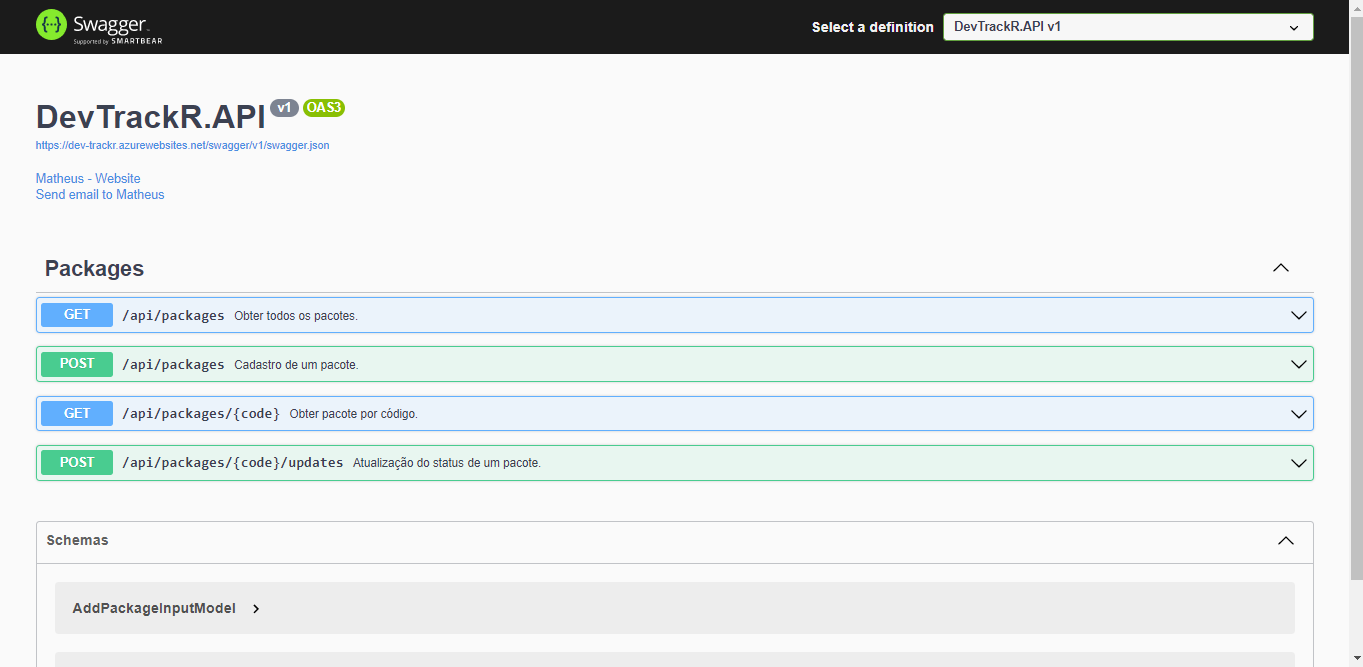 Swagger
Supported by SMARTBEAR
Select a definition
DevTrackR.API v1
DevTrackR.API v1 OAS3
https://dev-trackr.azurewebsites.net/swagger/v1/swagger.json
Matheus - Website
Send email to Matheus
Packages
GET /api/packages Obter todos os pacotes.
POST /api/packages Cadastro de um pacote.
GET /api/packages/{code} Obter pacote por código.
POST /api/packages/{code}/updates Atualização do status de um pacote.
Schemas
AddPackageInputModel